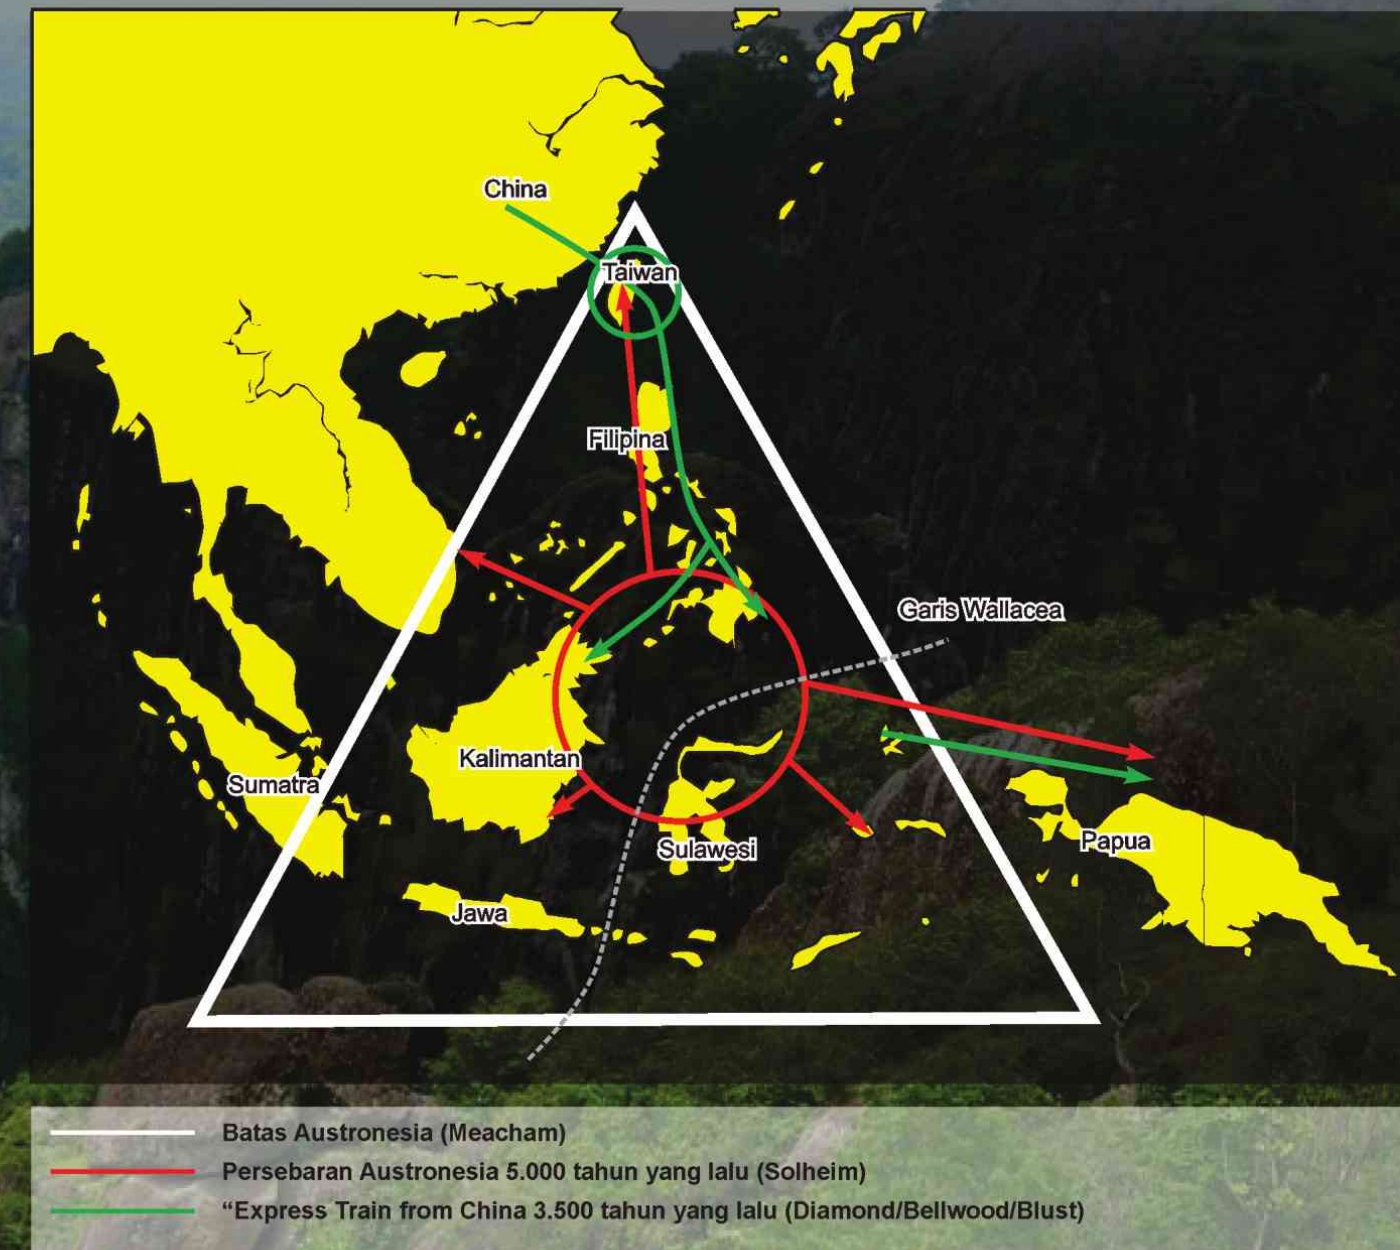 China
Taiwan
Filipina
Garis Wallacea
Kalimantan
Sumatra
Papua
Sulawesi
Jawa
Batas Austronesia (Meacham)
Persebaran Austronesia 5.000 tahun yang lalu (Solheim)
“Express Train from China 3.500 tahun yang lalu (Diamond/Bellwood/Blust)